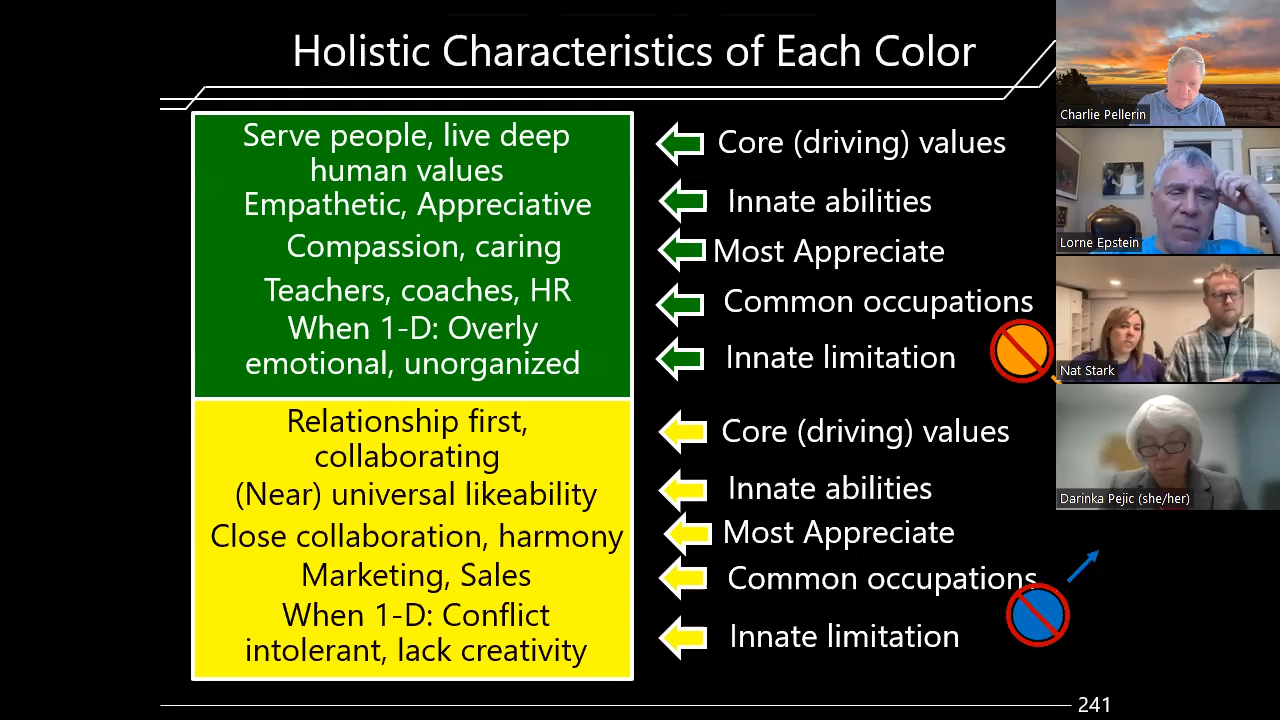 Holistic Characteristics of Each Color
Serve people, live deep
human values
Empathetic, Appreciative
Compassion, caring
Teachers, coaches, HR
When 1-D: Overly
emotional, unorganized
Core (driving) values
Innate abilities
Most Appreciate
Common occupations
Innate limitation
Relationship first,
collaborating
(Near) universal likeability
Close collaboration, harmony
Marketing, Sales
When 1-D: Conflict
intolerant, lack creativity
Core (driving) values
Innate abilities
Most Appreciate
Common occupations
Innate limitation
241
Charlie Pellerin
Lorne Epstein
Nat Stark
Darinka Pejic (she/her)